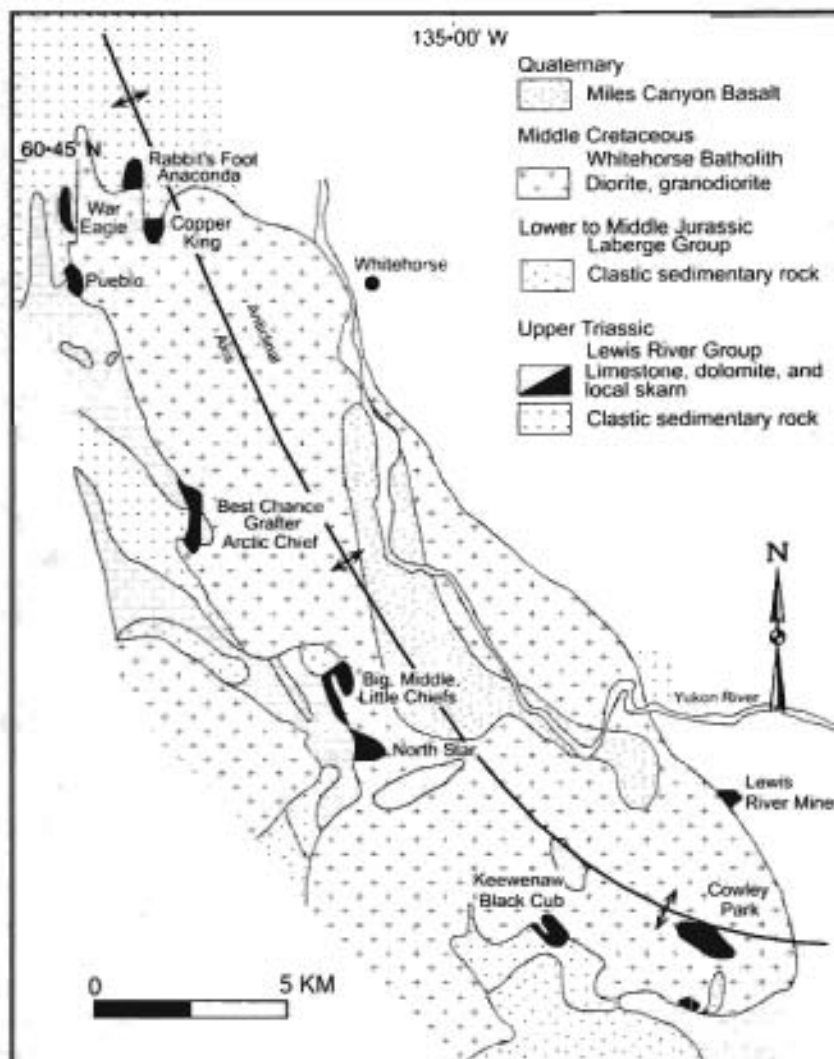 135•00' W
Quaternary
Miles Canyon Basalt
Middle Cretaceous
Whitehorse Batholith
Diorite, granodiorite
Lower to Middle Jurassic
Laberge Group
Clastic sedimentary rock
Upper Triassic
Lewis River Group
Limestone, dolomite, and
local skarn
Clastic sedimentary rock
60•45' N
Rabbit's Foot
Anaconda
War
Eagle
Copper
King
Pueblo
Whitehorse
Anticlinal
Axis
Best Chance
Grafter
Arctic Chief
N
Big, Middle,
Little Chiefs
Yukon River
North Star
Lewis
River Mine
Keewenaw
Black Cub
Cowley
Park
0
5 KM